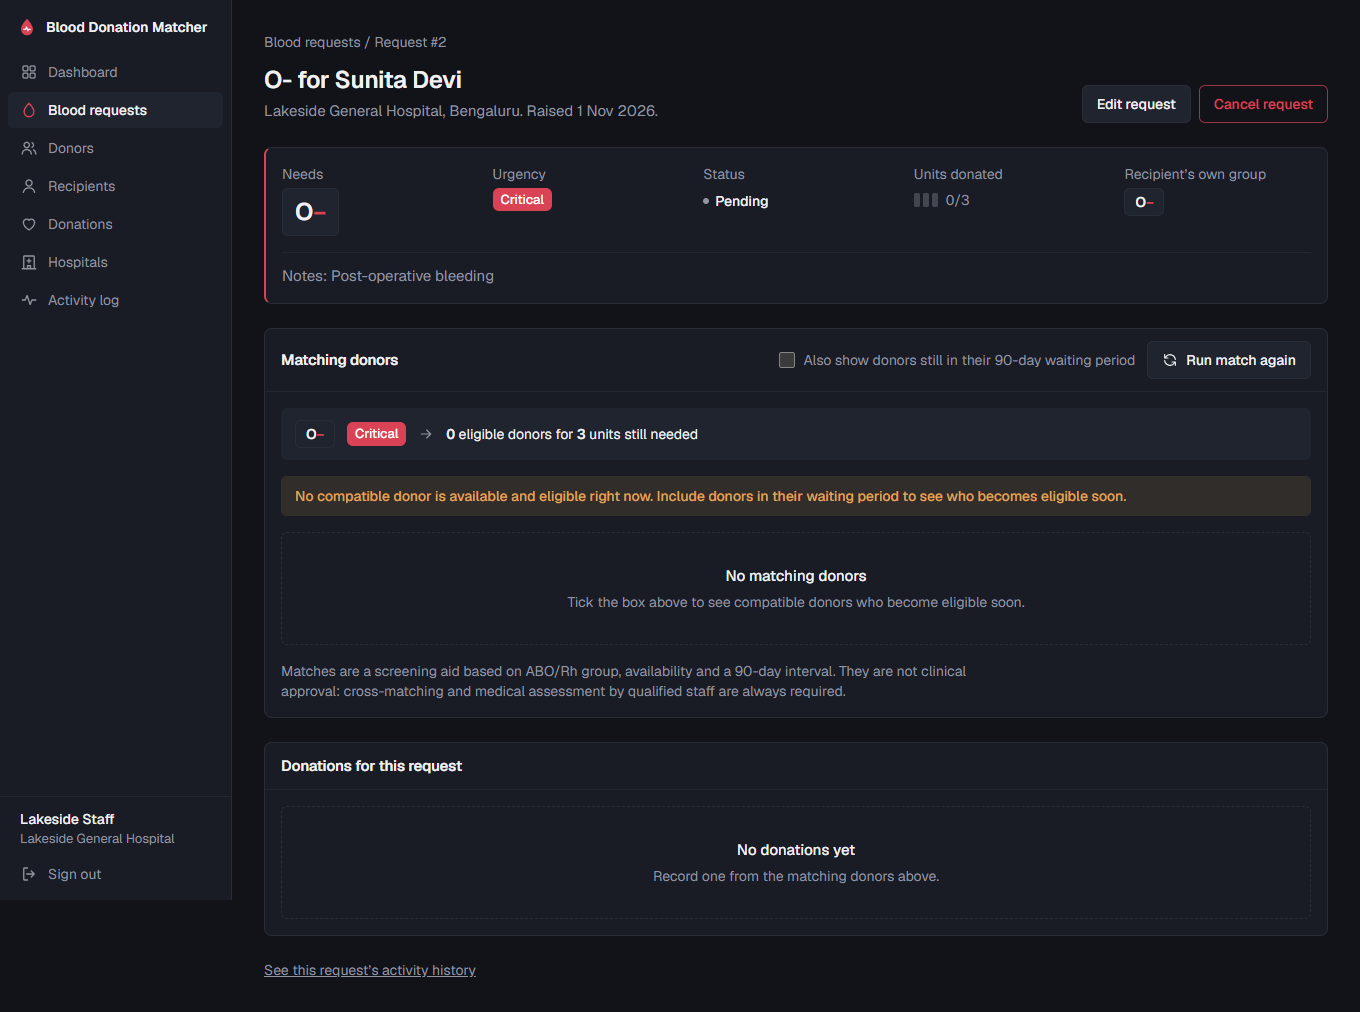 Blood Donation Matcher
Dashboard
Blood requests
Donors
Recipients
Donations
Hospitals
Activity log
Lakeside Staff
Lakeside General Hospital
Sign out
Blood requests / Request #2
O- for Sunita Devi
Lakeside General Hospital, Bengaluru. Raised 1 Nov 2026.
Edit request
Cancel request
Needs
O–
Urgency
Critical
Status
Pending
Units donated
0/3
Recipient's own group
O–
Notes: Post-operative bleeding
Matching donors
Also show donors still in their 90-day waiting period
Run match again
O– Critical → 0 eligible donors for 3 units still needed
No compatible donor is available and eligible right now. Include donors in their waiting period to see who becomes eligible soon.
No matching donors
Tick the box above to see compatible donors who become eligible soon.
Matches are a screening aid based on ABO/Rh group, availability and a 90-day interval. They are not clinical
approval: cross-matching and medical assessment by qualified staff are always required.
Donations for this request
No donations yet
Record one from the matching donors above.
See this request's activity history